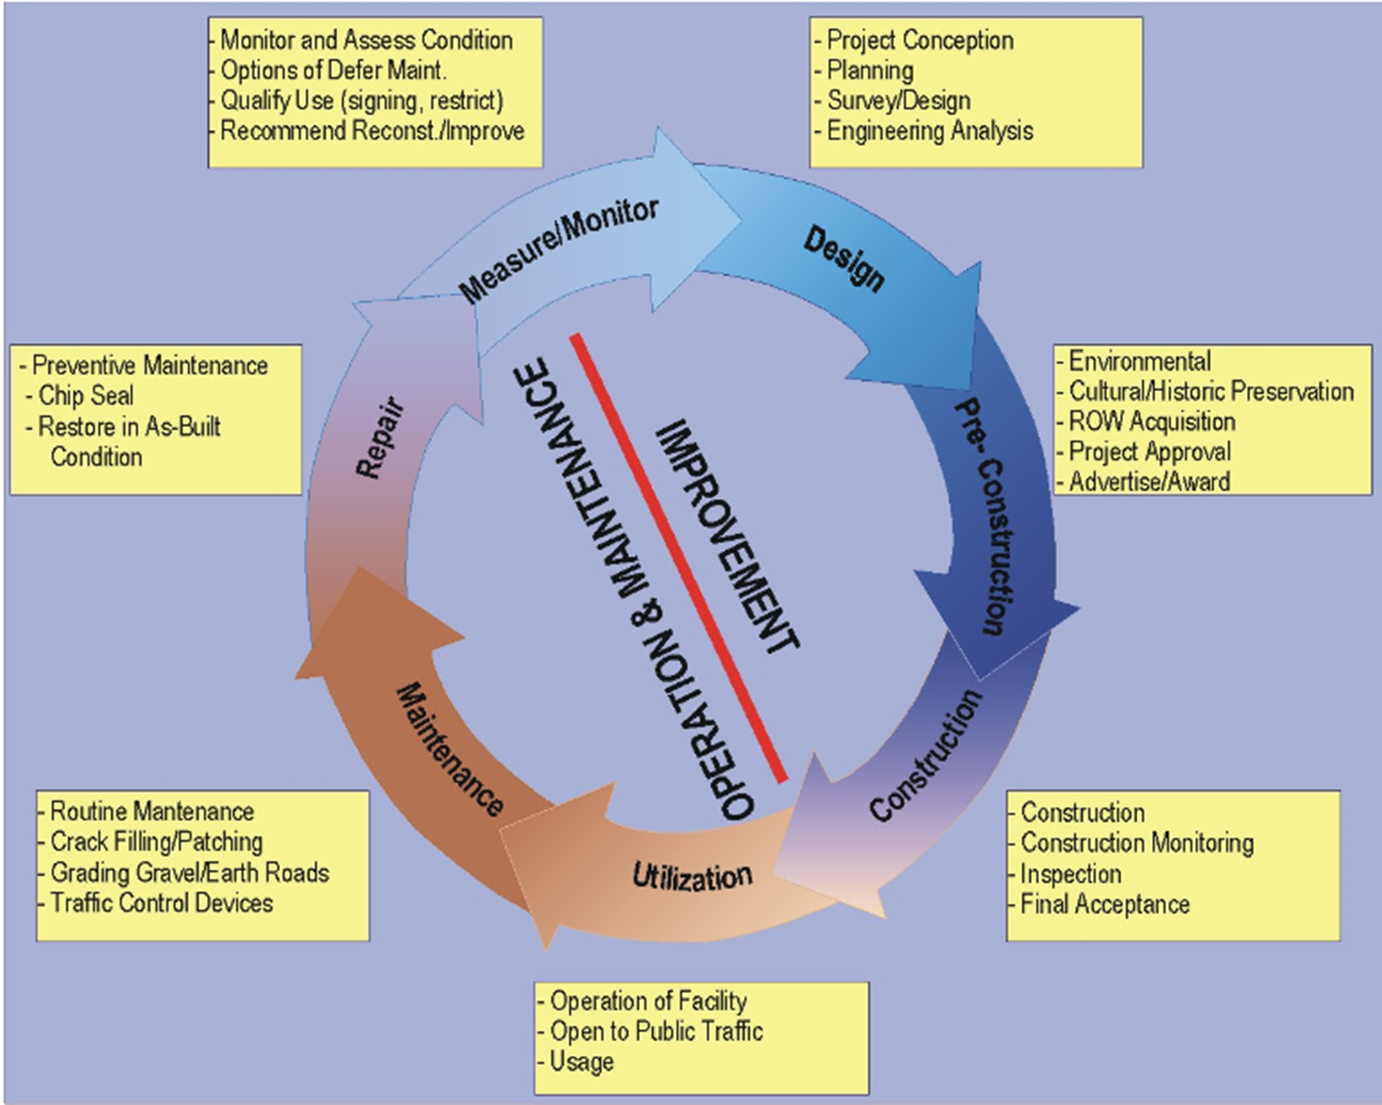 - Monitor and Assess Condition
- Options of Defer Maint.
- Qualify Use (signing, restrict)
- Recommend Reconst./Improve
- Project Conception
- Planning
- Survey/Design
- Engineering Analysis
Measure/Monitor
Design
- Preventive Maintenance
- Chip Seal
- Restore in As-Built
Condition
Repair
OPERATION & MAINTENANCE
IMPROVEMENT
Pre- Construction
- Environmental
- Cultural/Historic Preservation
- ROW Acquisition
- Project Approval
- Advertise/Award
Maintenance
Construction
Utilization
- Routine Mantenance
- Crack Filling/Patching
- Grading Gravel/Earth Roads
- Traffic Control Devices
- Construction
- Construction Monitoring
- Inspection
- Final Acceptance
- Operation of Facility
- Open to Public Traffic
- Usage